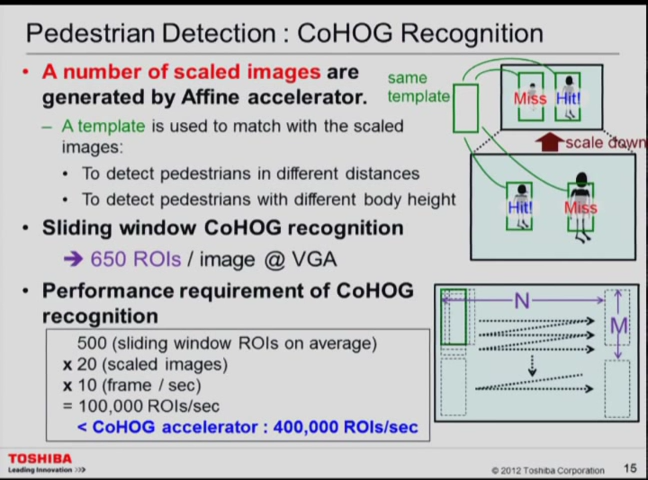 Pedestrian Detection : CoHOG Recognition
• A number of scaled images are
generated by Affine accelerator.
– A template is used to match with the scaled
images:
• To detect pedestrians in different distances
• To detect pedestrians with different body height
• Sliding window CoHOG recognition
➔ 650 ROIs / image @ VGA
• Performance requirement of CoHOG
recognition
500 (sliding window ROIs on average)
x 20 (scaled images)
x 10 (frame / sec)
= 100,000 ROIs/sec
< CoHOG accelerator : 400,000 ROIs/sec
same
template
Miss Hit!
scale down
Hit! Miss
N
M
TOSHIBA
Leading Innovation >>>
© 2012 Toshiba Corporation 15